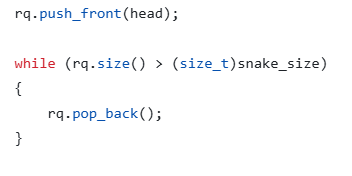 rq.push_front(head);
while (rq.size() > (size_t)snake_size)
{
    rq.pop_back();
}